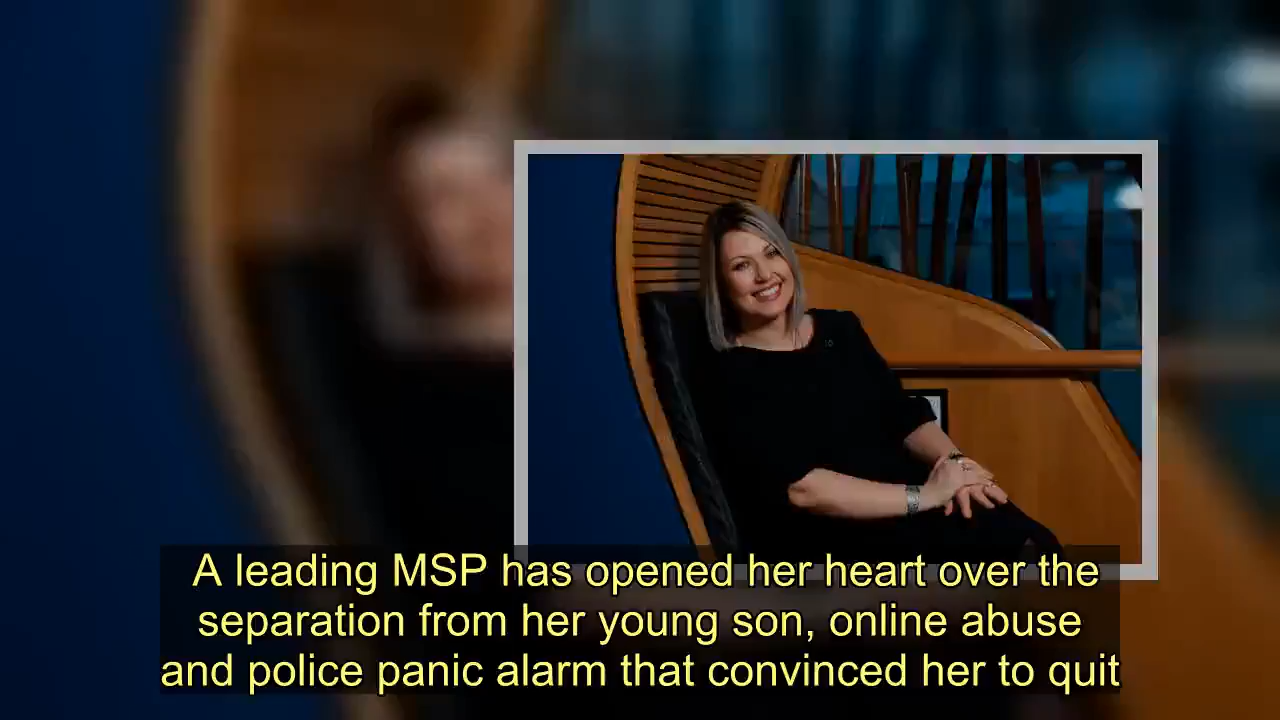 A leading MSP has opened her heart over the
separation from her young son, online abuse
and police panic alarm that convinced her to quit